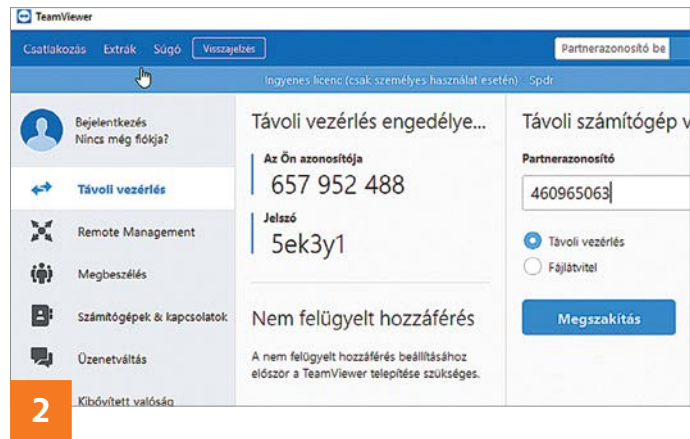 TeamViewer
Csatlakozás Extrák Súgó Visszajelzés Partnerazonosító be
Ingyenes licenc (csak személyes használat esetén) - Spdr
Bejelentkezés
Nincs még fiókja?
Távoli vezérlés
Remote Management
Megbeszélés
Számítógépek & kapcsolatok
Üzenetváltás
Kibővített valóság
Távoli vezérlés engedélye...
Az Ön azonosítója
657 952 488
Jelszó
5ek3y1
Nem felügyelt hozzáférés
A nem felügyelt hozzáférés beállításához
először a TeamViewer telepítése szükséges.
Távoli számítógép v
Partnerazonosító
460965063
Távoli vezérlés
Fájlátvitel
Megszakítás
2